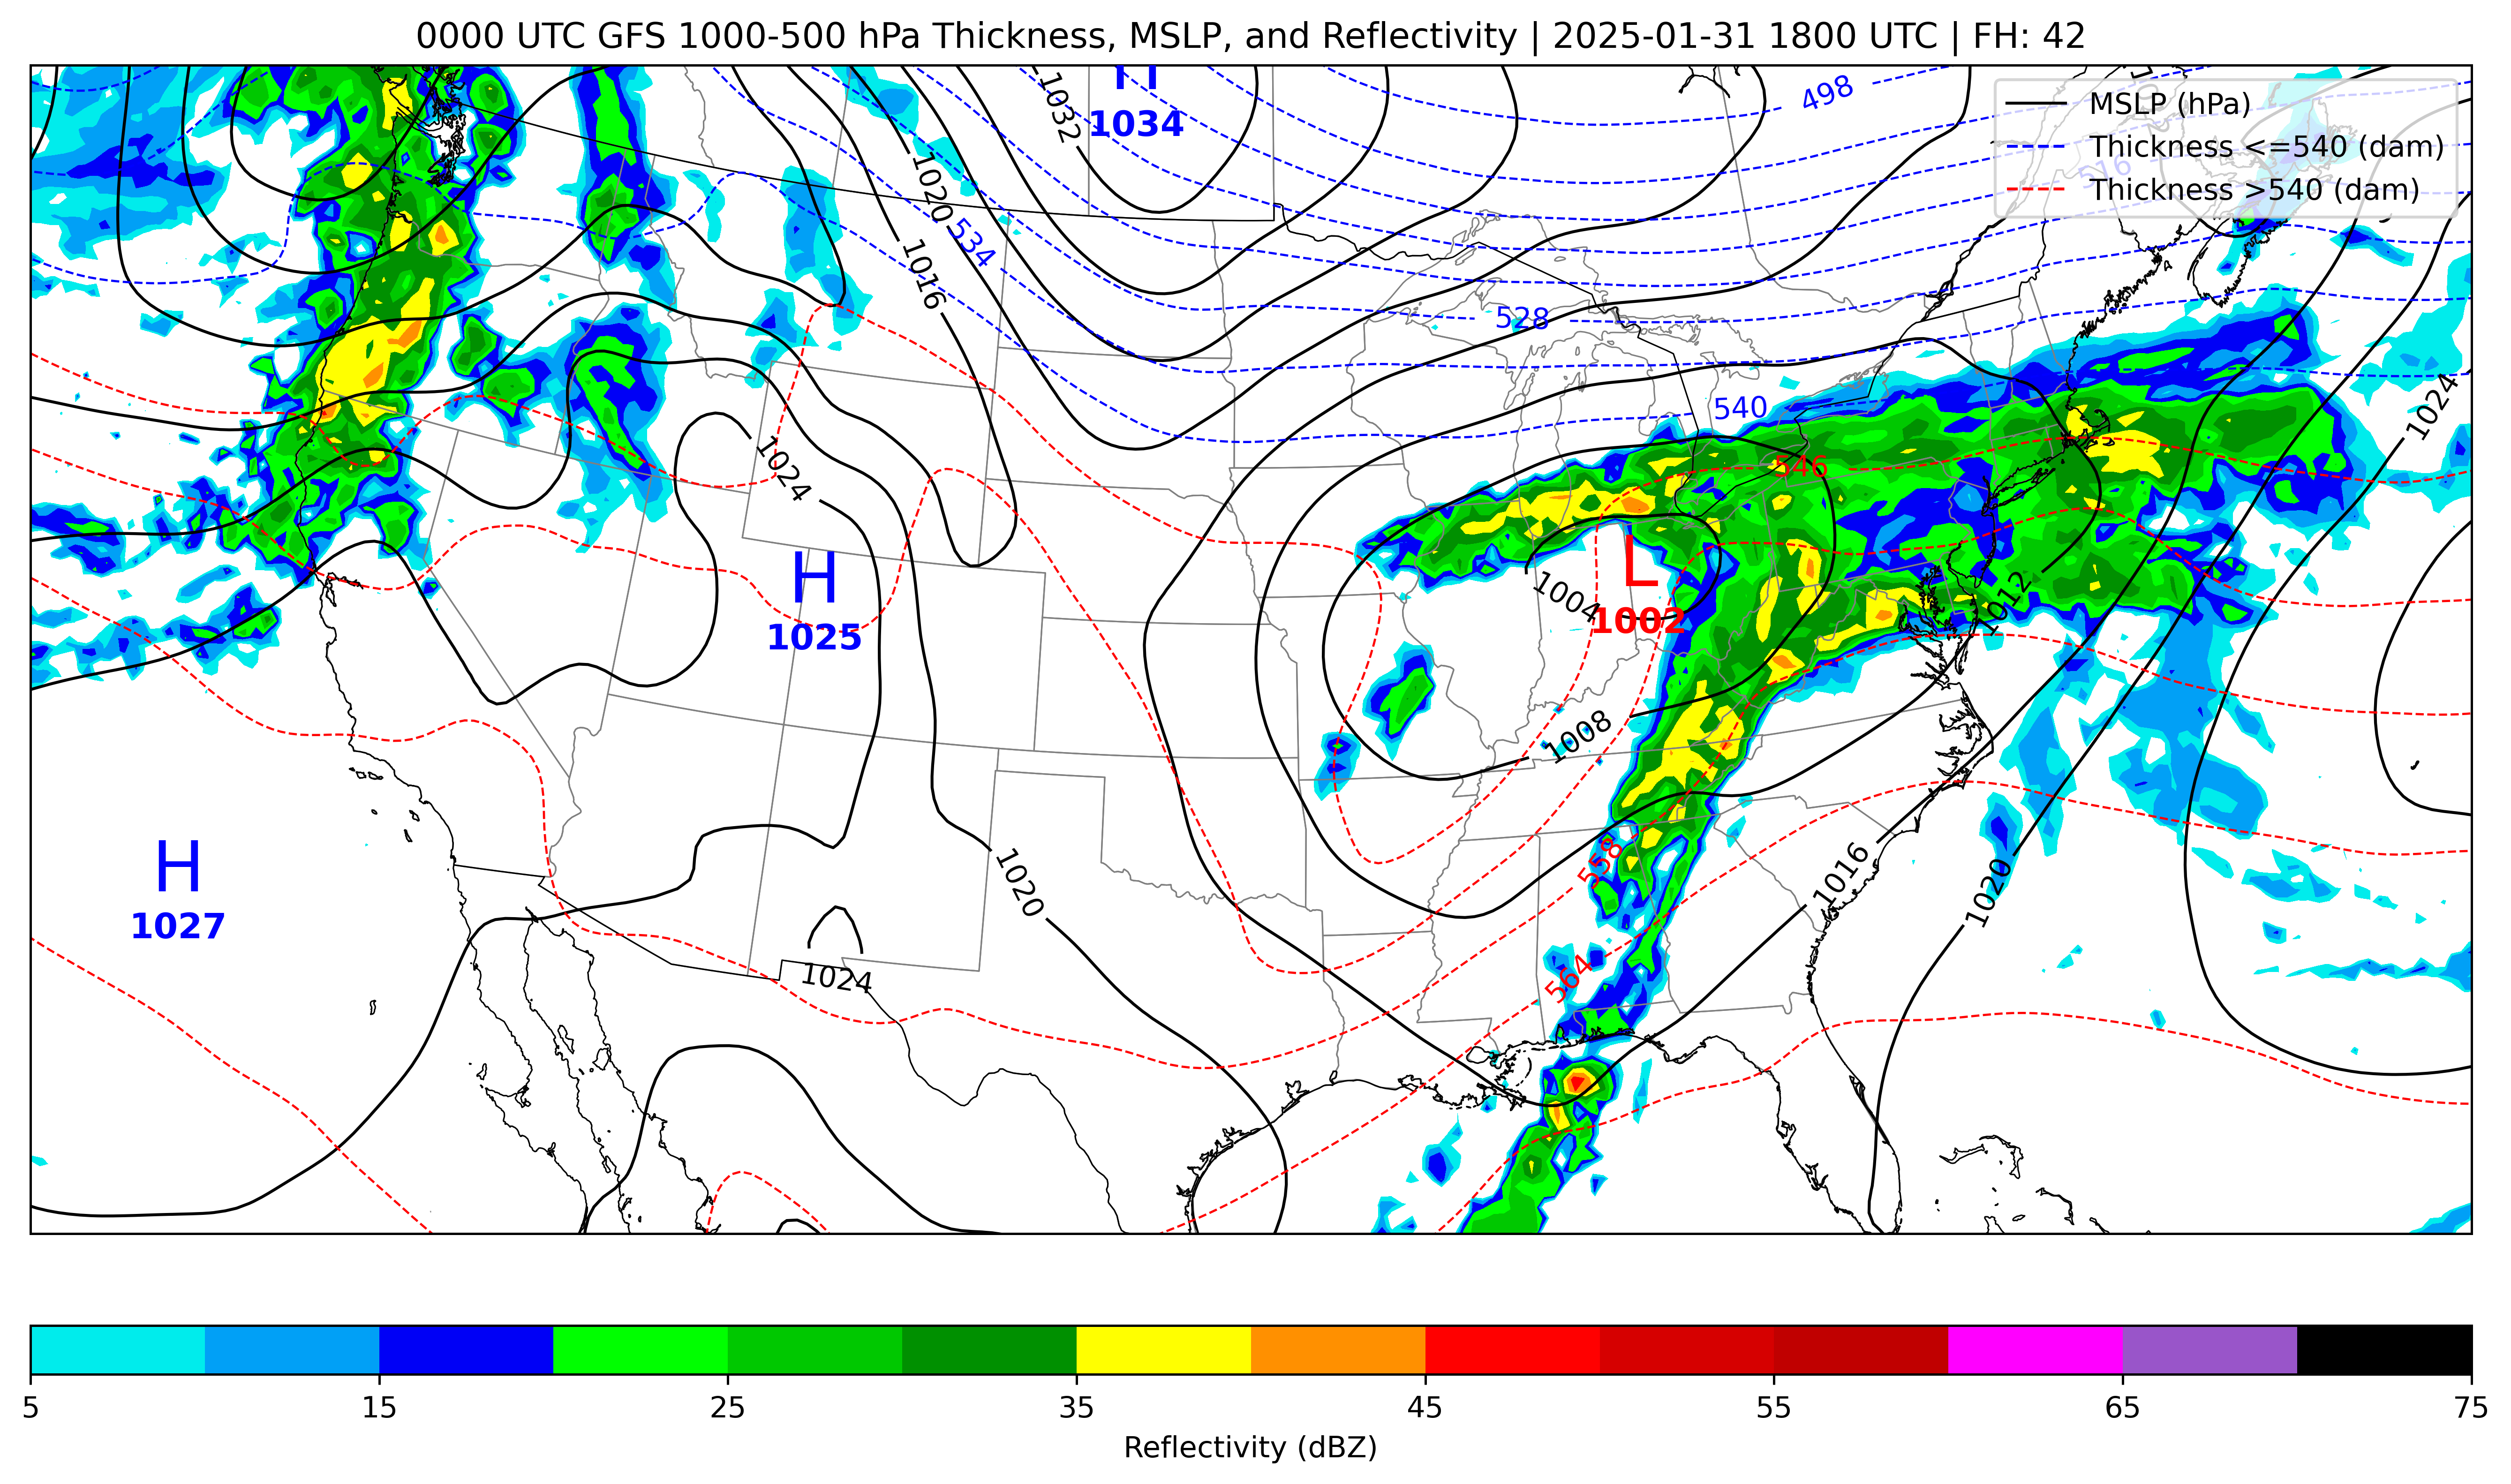 0000 UTC GFS 1000-500 hPa Thickness, MSLP, and Reflectivity | 2025-01-31 1800 UTC | FH: 42
MSLP (hPa)
Thickness <=540 (dam)
Thickness >540 (dam)
498
516
H
1034
1032
1020
534
1016
528
540
1024
1024
546
H
1025
L
1002
1004
1012
1008
H
1027
1020
558
1016
1020
564
1024
5 15 25 35 45 55 65 75
Reflectivity (dBZ)